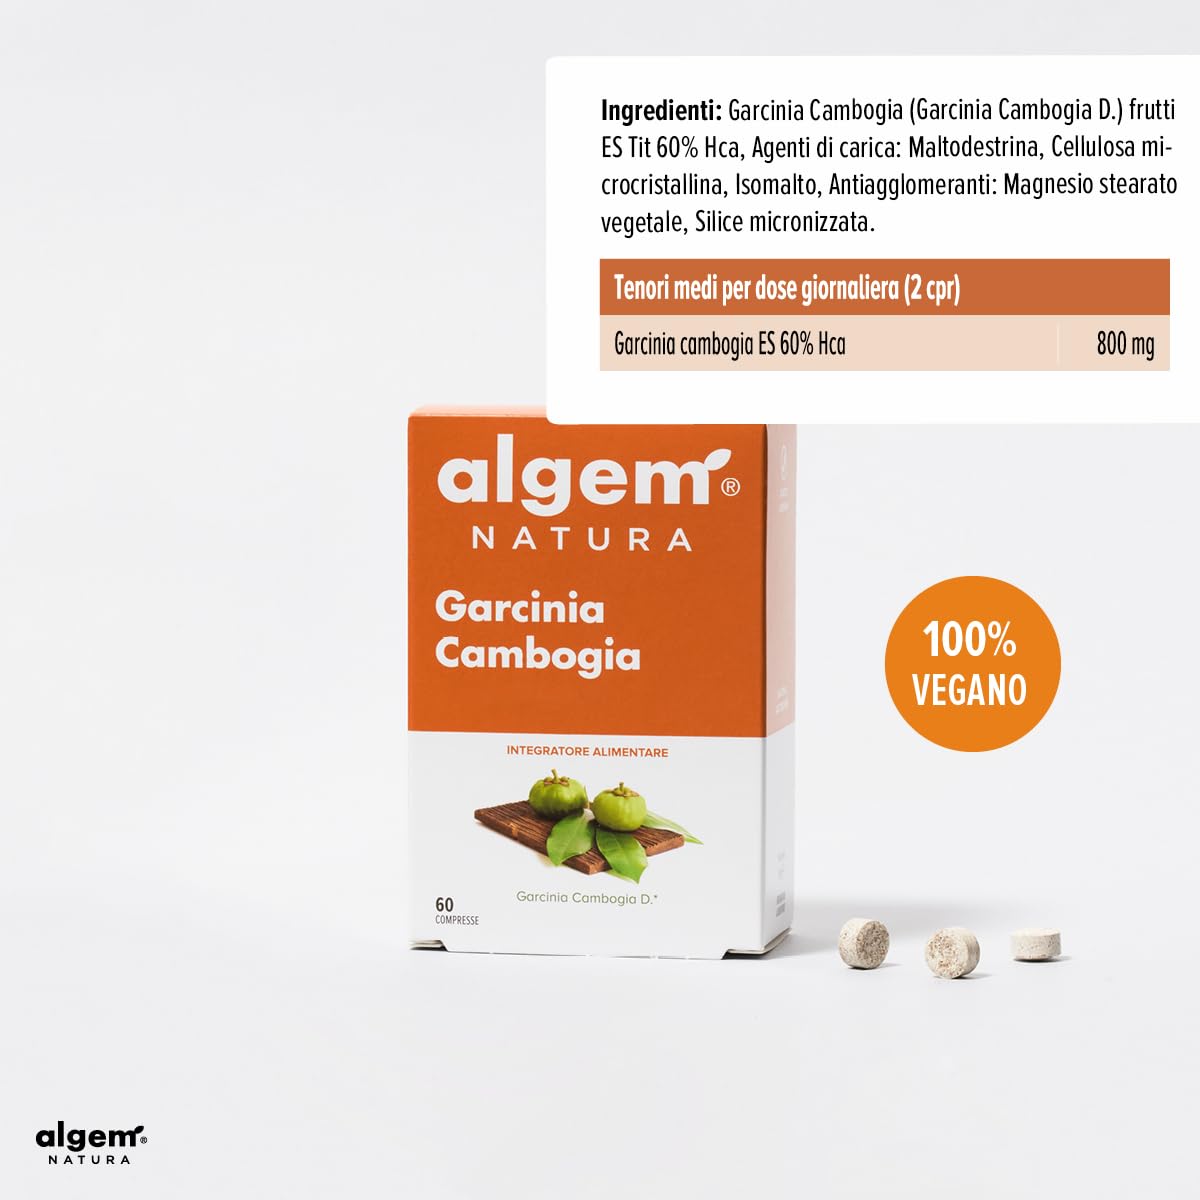 Ingredienti: Garcinia Cambogia (Garcinia Cambogia D.) frutti
ES Tit 60% Hca, Agenti di carica: Maltodestrina, Cellulosa mi-
crocristallina, Isomalto, Antiagglomeranti: Magnesio stearato
vegetale, Silice micronizzata.
Tenori medi per dose giornaliera (2 cpr)
Garcinia cambogia ES 60% Hca 800 mg
algem®
NATURA
Garcinia
Cambogia
100%
VEGANO
INTEGRATORE ALIMENTARE
Garcinia Cambogia D.*
60
COMPRESSE
algem®
NATURA